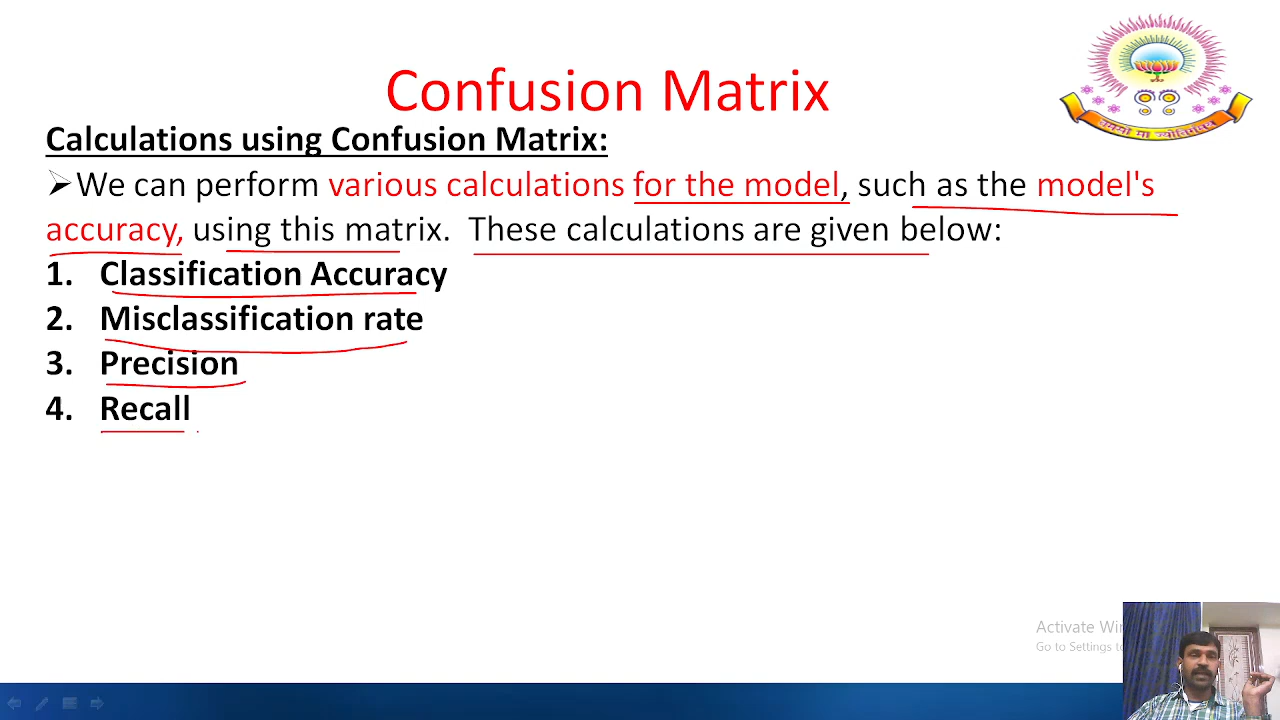 Confusion Matrix
Calculations using Confusion Matrix:
➢We can perform various calculations for the model, such as the model's
accuracy, using this matrix. These calculations are given below:
1. Classification Accuracy
2. Misclassification rate
3. Precision
4. Recall
तमसो मा ज्योतिर्गमय
Activate
Go to Settings